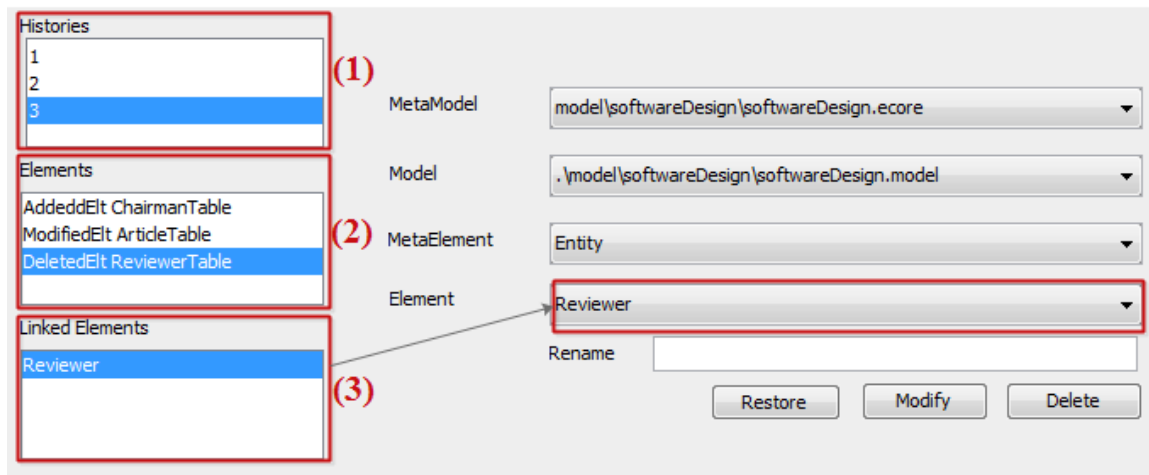 Histories
1
2
3
(1)
Elements
AddeddElt ChairmanTable
ModifiedElt ArticleTable
DeletedElt ReviewerTable
(2)
Linked Elements
Reviewer
(3)
MetaModel
model\softwareDesign\softwareDesign.ecore
Model
.\model\softwareDesign\softwareDesign.model
MetaElement
Entity
Element
Reviewer
Rename
Restore
Modify
Delete